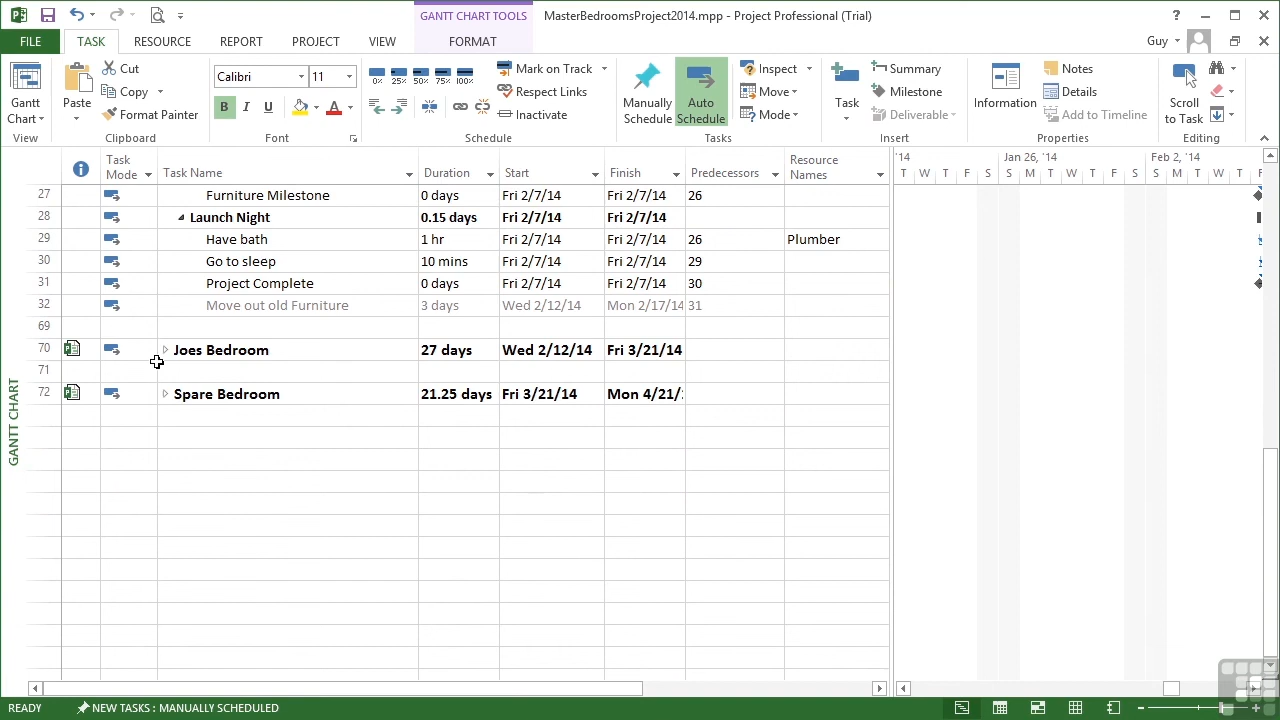 GANTT CHART TOOLS
MasterBedroomsProject2014.mpp - Project Professional (Trial)
?
FILE TASK RESOURCE REPORT PROJECT VIEW FORMAT
Guy
Gantt Chart
View
Paste
Cut
Copy
Format Painter
Clipboard
Calibri 11
B I U A
Font
0% 25% 50% 75% 100%
Mark on Track
Respect Links
Inactivate
Schedule
Manually Schedule
Auto Schedule
Inspect
Move
Mode
Tasks
Task
Summary
Milestone
Deliverable
Insert
Information
Notes
Details
Add to Timeline
Properties
Scroll to Task
Editing
Task Mode Task Name Duration Start Finish Predecessors Resource Names
'14 Jan 26, '14 Feb 2, '14
T W T F S S M T W T F S S M T
27 Furniture Milestone 0 days Fri 2/7/14 Fri 2/7/14 26
28 Launch Night 0.15 days Fri 2/7/14 Fri 2/7/14
29 Have bath 1 hr Fri 2/7/14 Fri 2/7/14 26 Plumber
30 Go to sleep 10 mins Fri 2/7/14 Fri 2/7/14 29
31 Project Complete 0 days Fri 2/7/14 Fri 2/7/14 30
32 Move out old Furniture 3 days Wed 2/12/14 Mon 2/17/14 31
69
70 Joes Bedroom 27 days Wed 2/12/14 Fri 3/21/14
71
72 Spare Bedroom 21.25 days Fri 3/21/14 Mon 4/21/
GANTT CHART
READY NEW TASKS : MANUALLY SCHEDULED